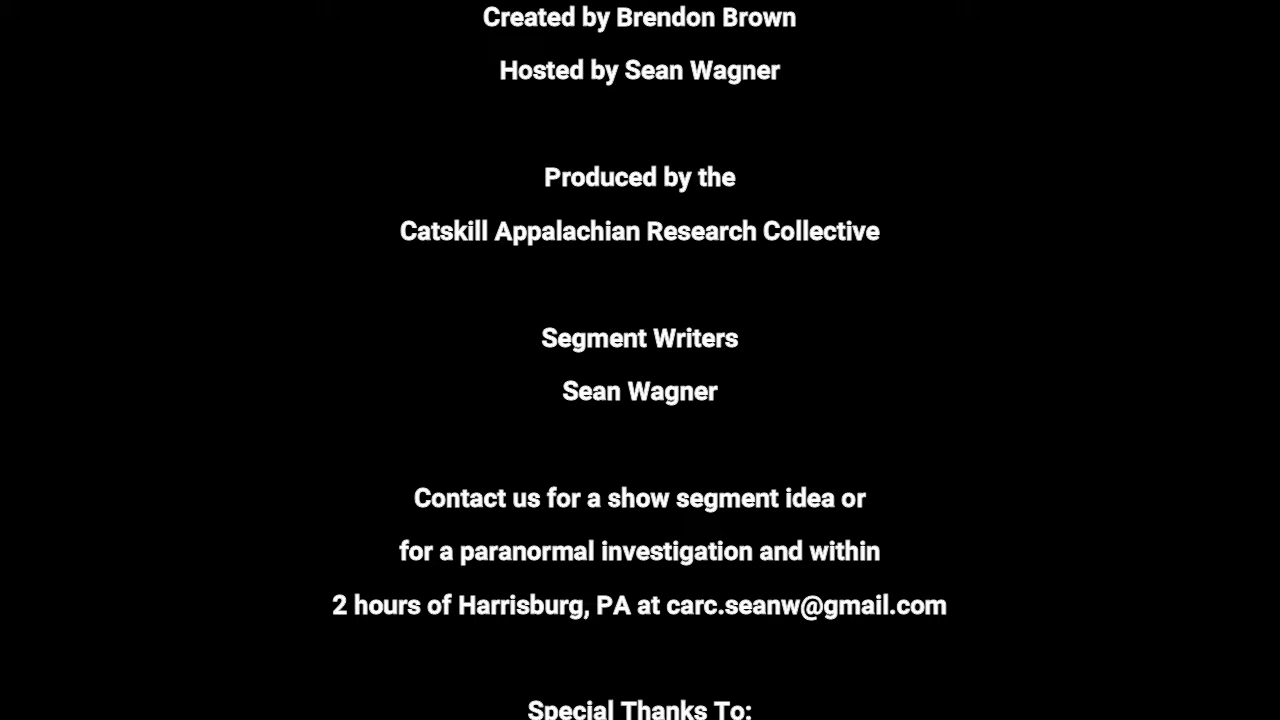 Created by Brendon Brown
Hosted by Sean Wagner
Produced by the
Catskill Appalachian Research Collective
Segment Writers
Sean Wagner
Contact us for a show segment idea or
for a paranormal investigation and within
2 hours of Harrisburg, PA at carc.seanw@gmail.com
Special Thanks To: